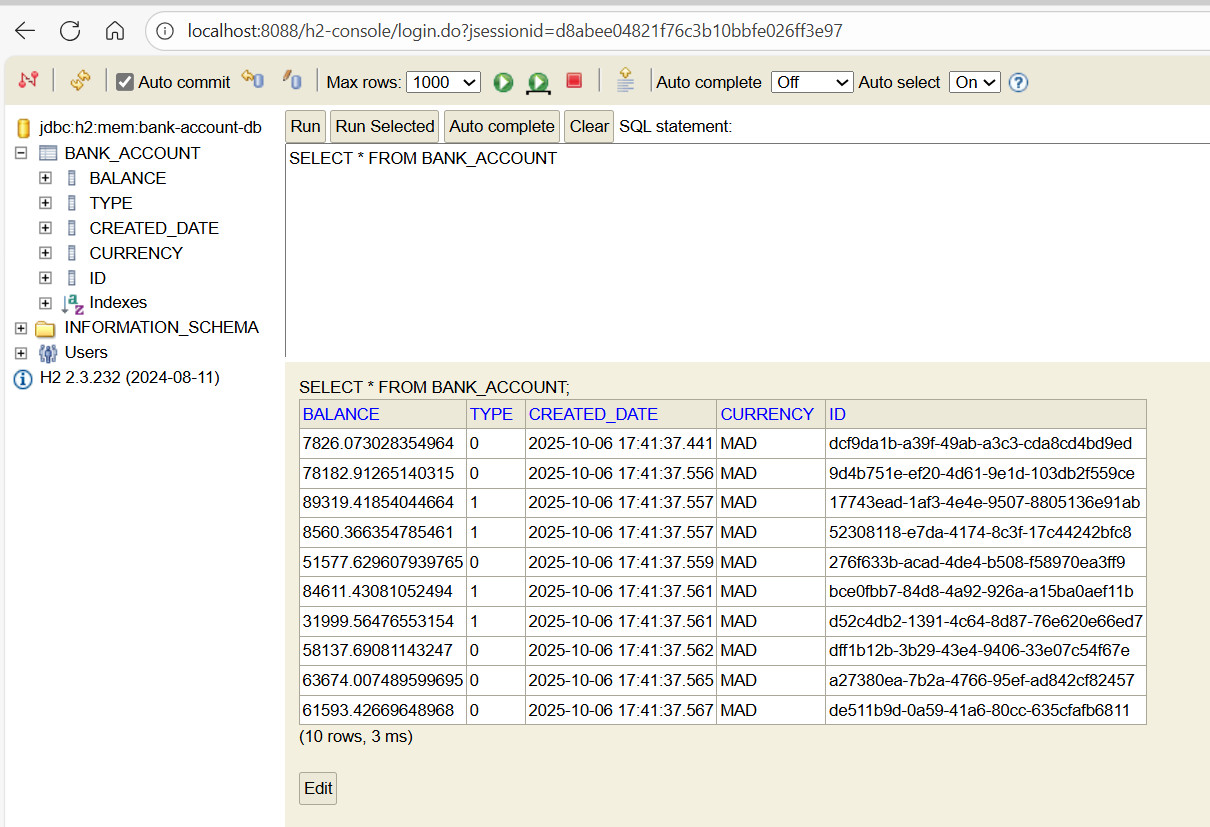 localhost:8088/h2-console/login.do?jsessionid=d8abee04821f76c3b10bbfe026ff3e97
Auto commit Max rows: 1000 Auto complete Off Auto select On ?
jdbc:h2:mem:bank-account-db
BANK_ACCOUNT
BALANCE
TYPE
CREATED_DATE
CURRENCY
ID
Indexes
INFORMATION_SCHEMA
Users
H2 2.3.232 (2024-08-11)
Run Run Selected Auto complete Clear SQL statement:
SELECT * FROM BANK_ACCOUNT
SELECT * FROM BANK_ACCOUNT;
BALANCE TYPE CREATED_DATE CURRENCY ID
7826.073028354964 0 2025-10-06 17:41:37.441 MAD dcf9da1b-a39f-49ab-a3c3-cda8cd4bd9ed
78182.91265140315 0 2025-10-06 17:41:37.556 MAD 9d4b751e-ef20-4d61-9e1d-103db2f559ce
89319.41854044664 1 2025-10-06 17:41:37.557 MAD 17743ead-1af3-4e4e-9507-8805136e91ab
8560.366354785461 1 2025-10-06 17:41:37.557 MAD 52308118-e7da-4174-8c3f-17c44242bfc8
51577.629607939765 0 2025-10-06 17:41:37.559 MAD 276f633b-acad-4de4-b508-f58970ea3ff9
84611.43081052494 1 2025-10-06 17:41:37.561 MAD bce0fbb7-84d8-4a92-926a-a15ba0aef11b
31999.56476553154 1 2025-10-06 17:41:37.561 MAD d52c4db2-1391-4c64-8d87-76e620e66ed7
58137.69081143247 0 2025-10-06 17:41:37.562 MAD dff1b12b-3b29-43e4-9406-33e07c54f67e
63674.007489599695 0 2025-10-06 17:41:37.565 MAD a27380ea-7b2a-4766-95ef-ad842cf82457
61593.42669648968 0 2025-10-06 17:41:37.567 MAD de511b9d-0a59-41a6-80cc-635cfafb6811
(10 rows, 3 ms)
Edit